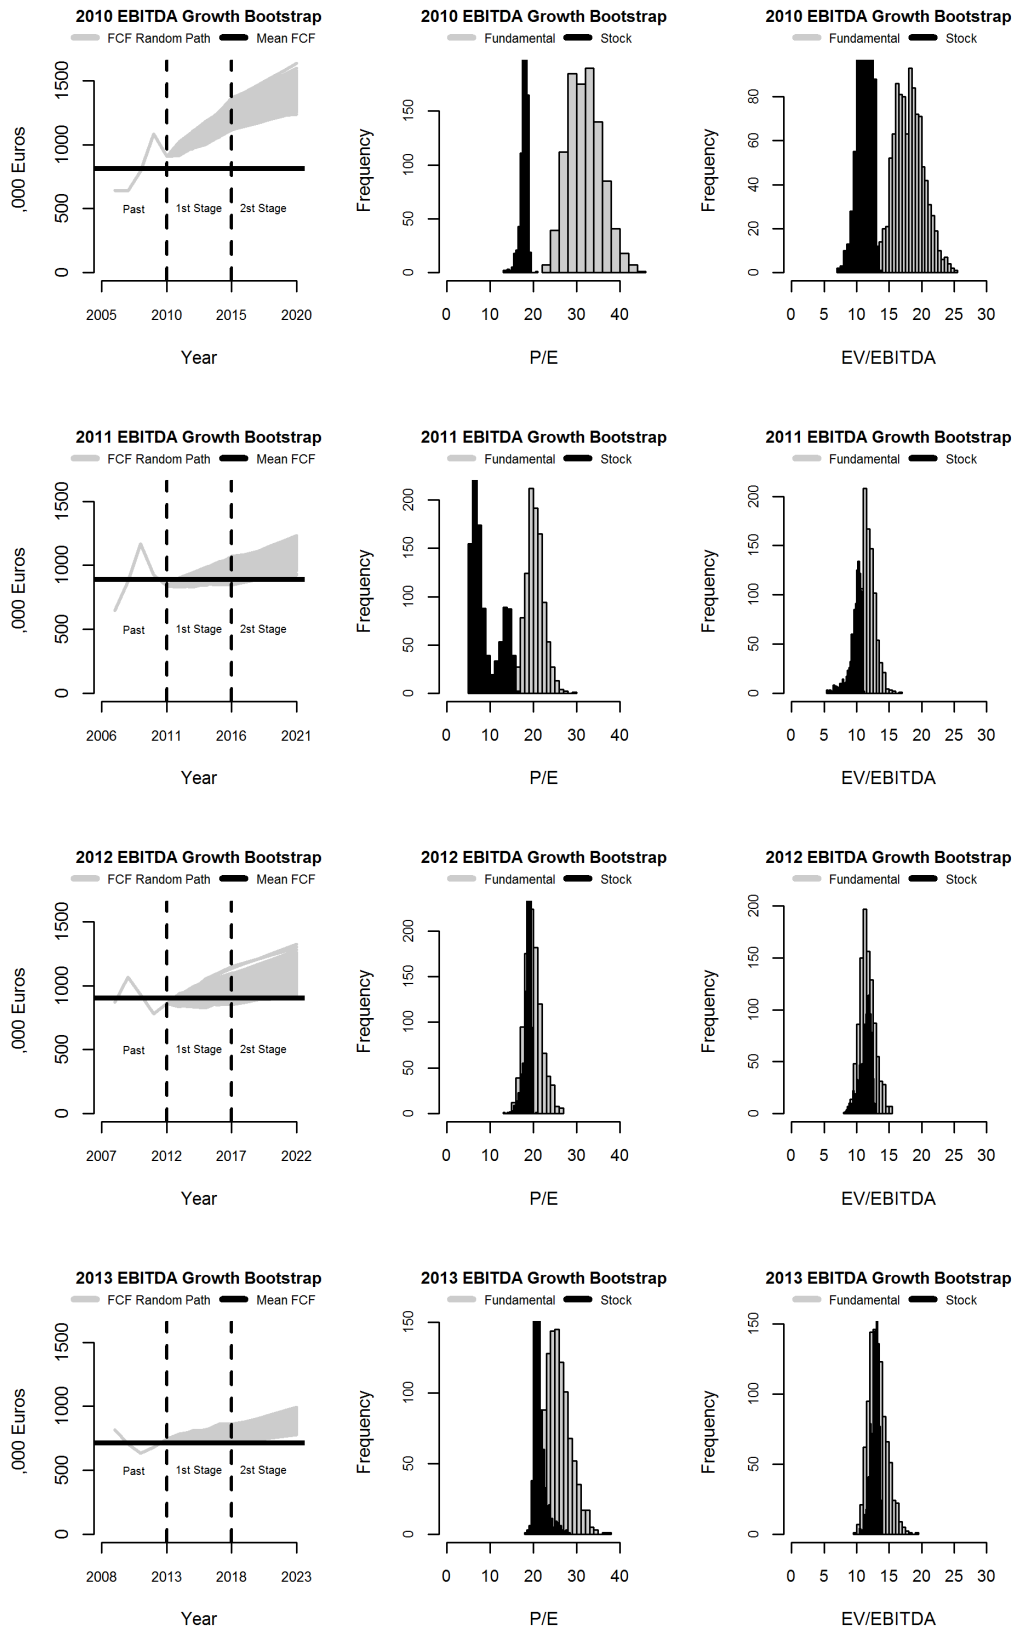 2010 EBITDA Growth Bootstrap
FCF Random Path Mean FCF
,000 Euros
1500
1000
500
0
Past 1st Stage 2st Stage
2005 2010 2015 2020
Year
2010 EBITDA Growth Bootstrap
Fundamental Stock
Frequency
150
100
50
0
0 10 20 30 40
P/E
2010 EBITDA Growth Bootstrap
Fundamental Stock
Frequency
80
60
40
20
0
0 5 10 15 20 25 30
EV/EBITDA
2011 EBITDA Growth Bootstrap
FCF Random Path Mean FCF
,000 Euros
1500
1000
500
0
Past 1st Stage 2st Stage
2006 2011 2016 2021
Year
2011 EBITDA Growth Bootstrap
Fundamental Stock
Frequency
200
150
100
50
0
0 10 20 30 40
P/E
2011 EBITDA Growth Bootstrap
Fundamental Stock
Frequency
200
150
100
50
0
0 5 10 15 20 25 30
EV/EBITDA
2012 EBITDA Growth Bootstrap
FCF Random Path Mean FCF
,000 Euros
1500
1000
500
0
Past 1st Stage 2st Stage
2007 2012 2017 2022
Year
2012 EBITDA Growth Bootstrap
Fundamental Stock
Frequency
200
150
100
50
0
0 10 20 30 40
P/E
2012 EBITDA Growth Bootstrap
Fundamental Stock
Frequency
200
150
100
50
0
0 5 10 15 20 25 30
EV/EBITDA
2013 EBITDA Growth Bootstrap
FCF Random Path Mean FCF
,000 Euros
1500
1000
500
0
Past 1st Stage 2st Stage
2008 2013 2018 2023
Year
2013 EBITDA Growth Bootstrap
Fundamental Stock
Frequency
150
100
50
0
0 10 20 30 40
P/E
2013 EBITDA Growth Bootstrap
Fundamental Stock
Frequency
150
100
50
0
0 5 10 15 20 25 30
EV/EBITDA